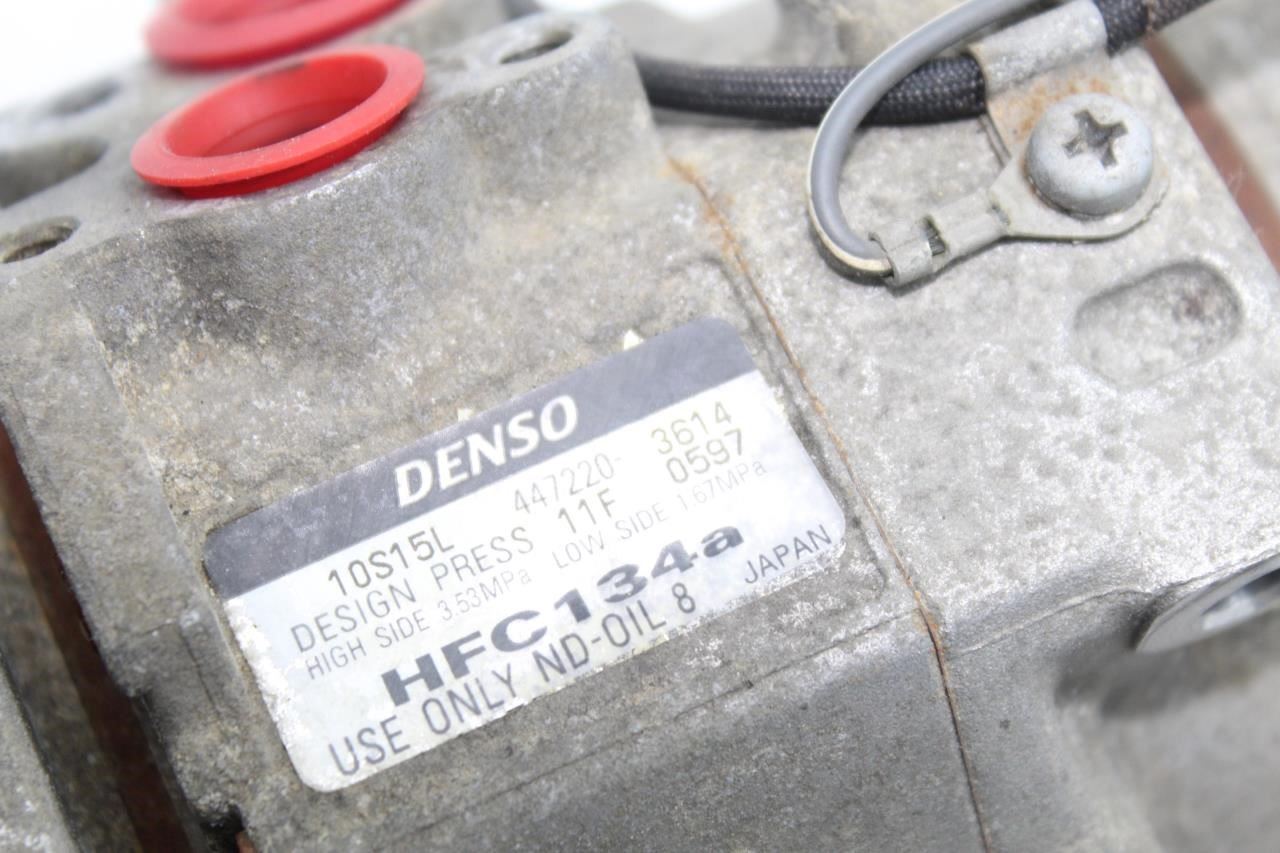 DENSO
10S15L 447220- 3614
DESIGN PRESS 11F 0597
HIGH SIDE 3.53MPa LOW SIDE 1.67MPa
HFC134a
USE ONLY ND-OIL 8 JAPAN